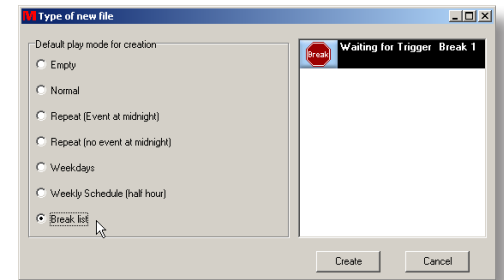 Type of new file
Default play mode for creation
Empty
Normal
Repeat (Event at midnight)
Repeat (no event at midnight)
Weekdays
Weekly Schedule (half hour)
Break list
Break
Waiting for Trigger Break 1
Create
Cancel